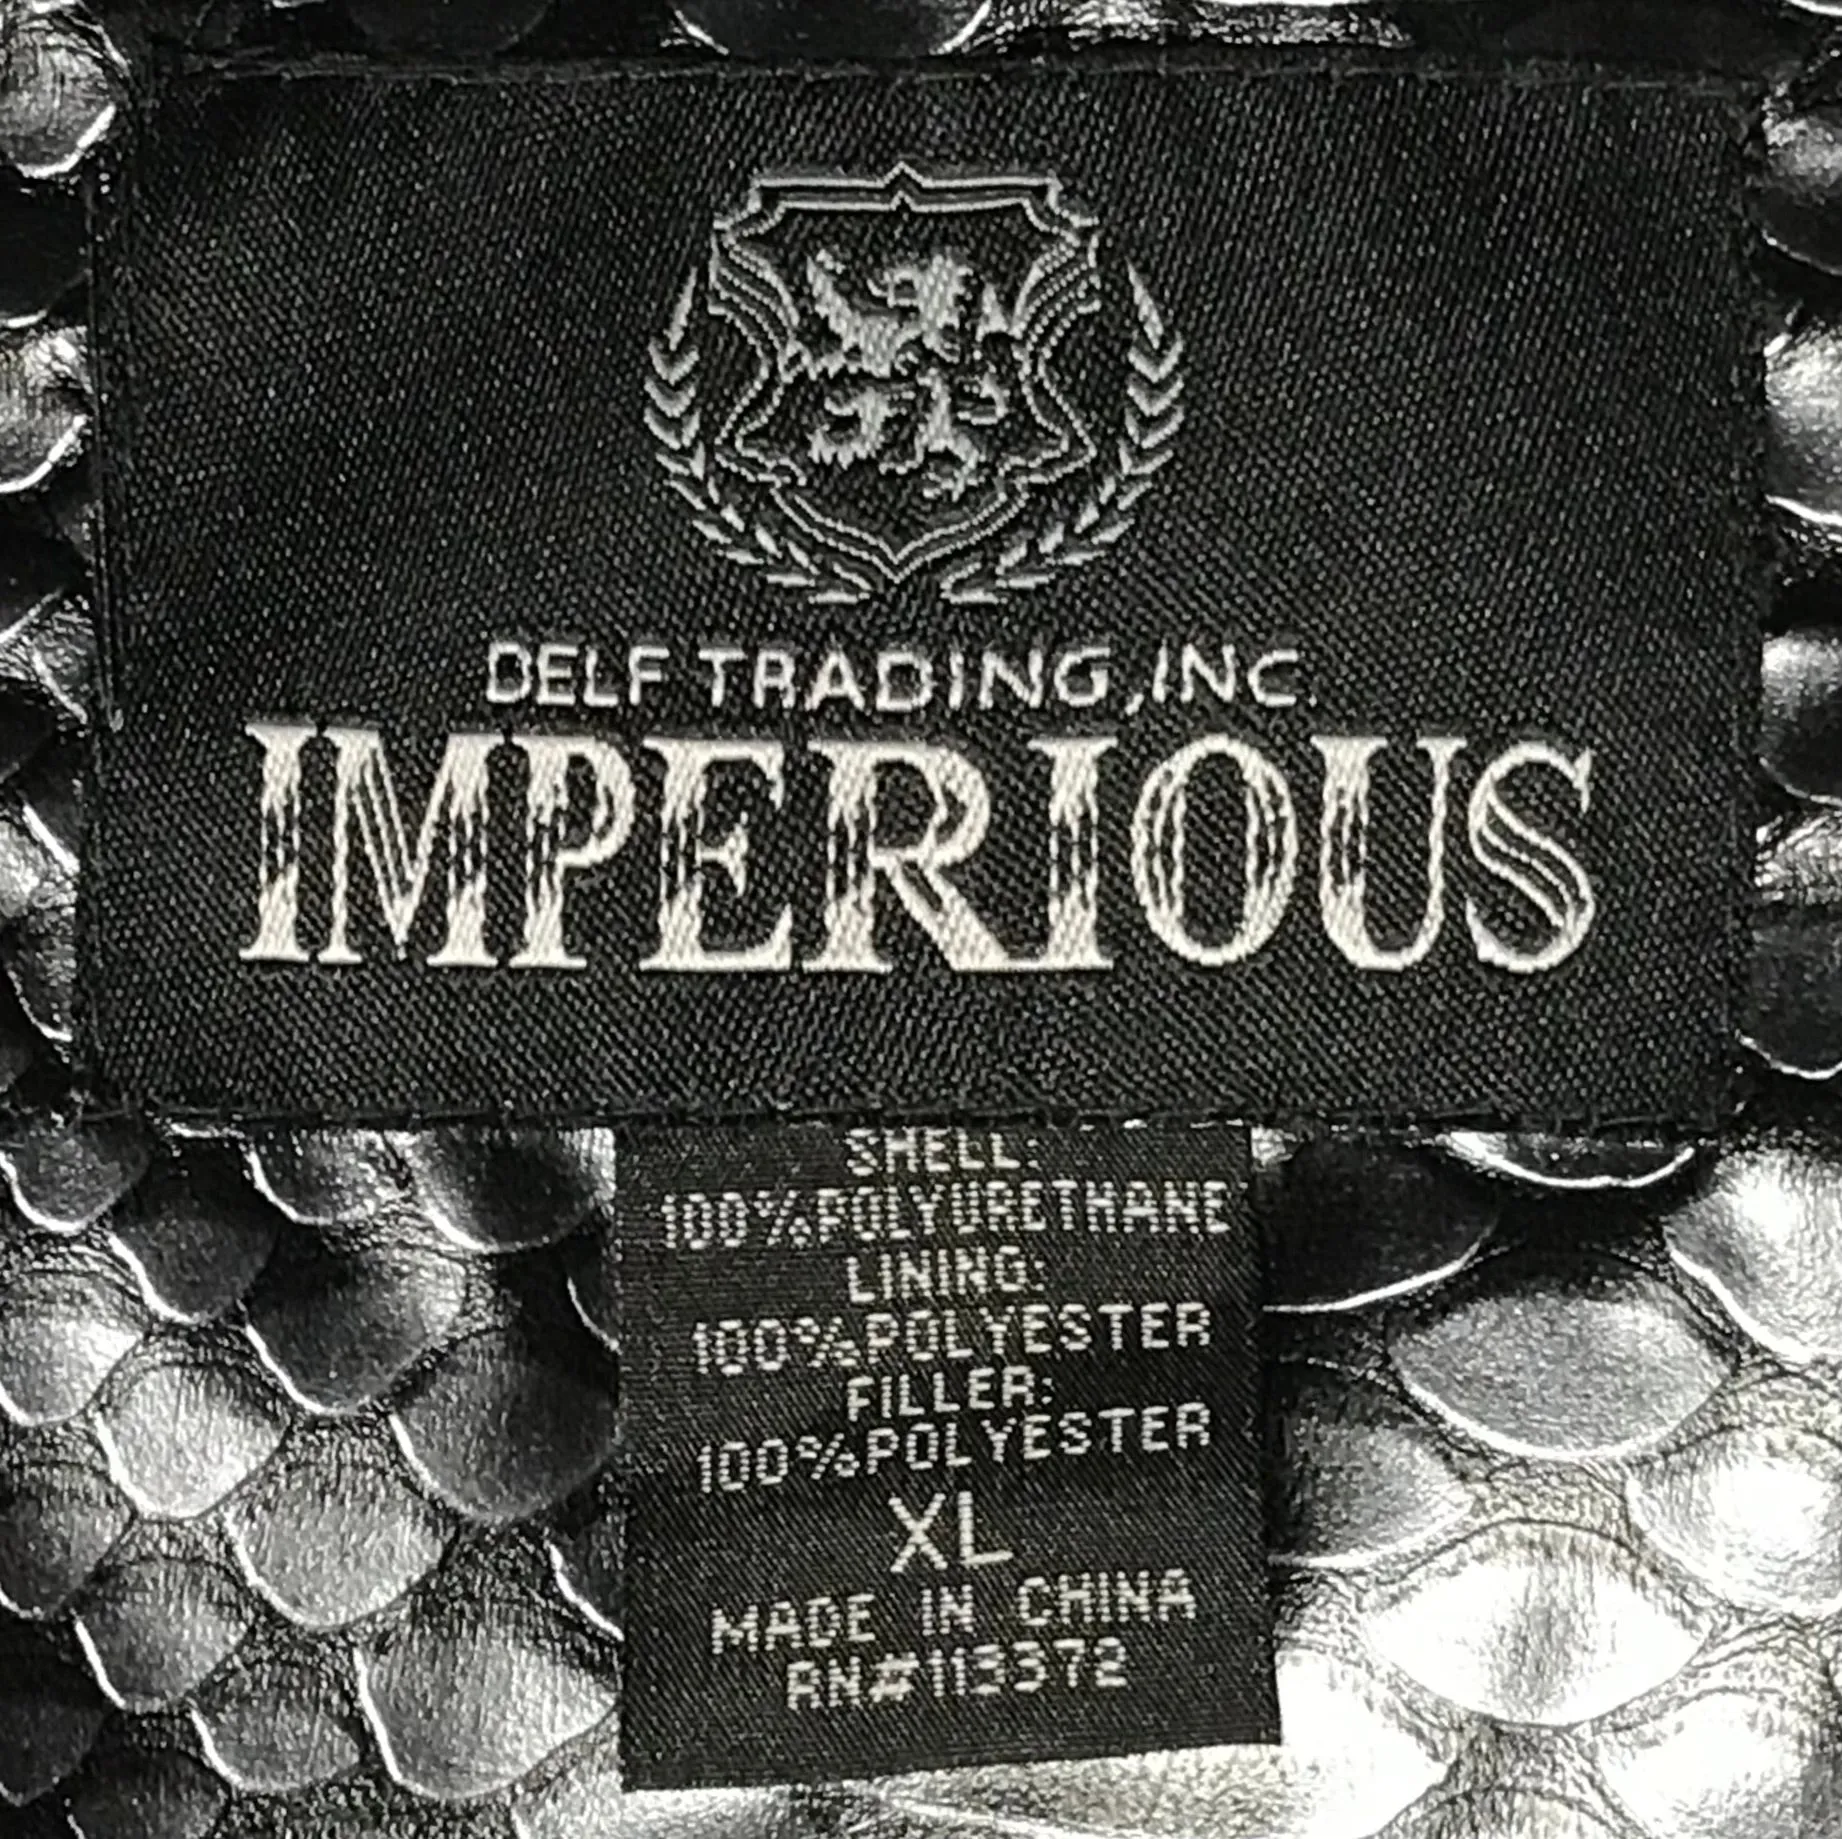 DELF TRADING, INC.
IMPERIOUS
SHELL:
100%POLYURETHANE
LINING:
100%POLYESTER
FILLER:
100%POLYESTER
XL
MADE IN CHINA
RN#113372